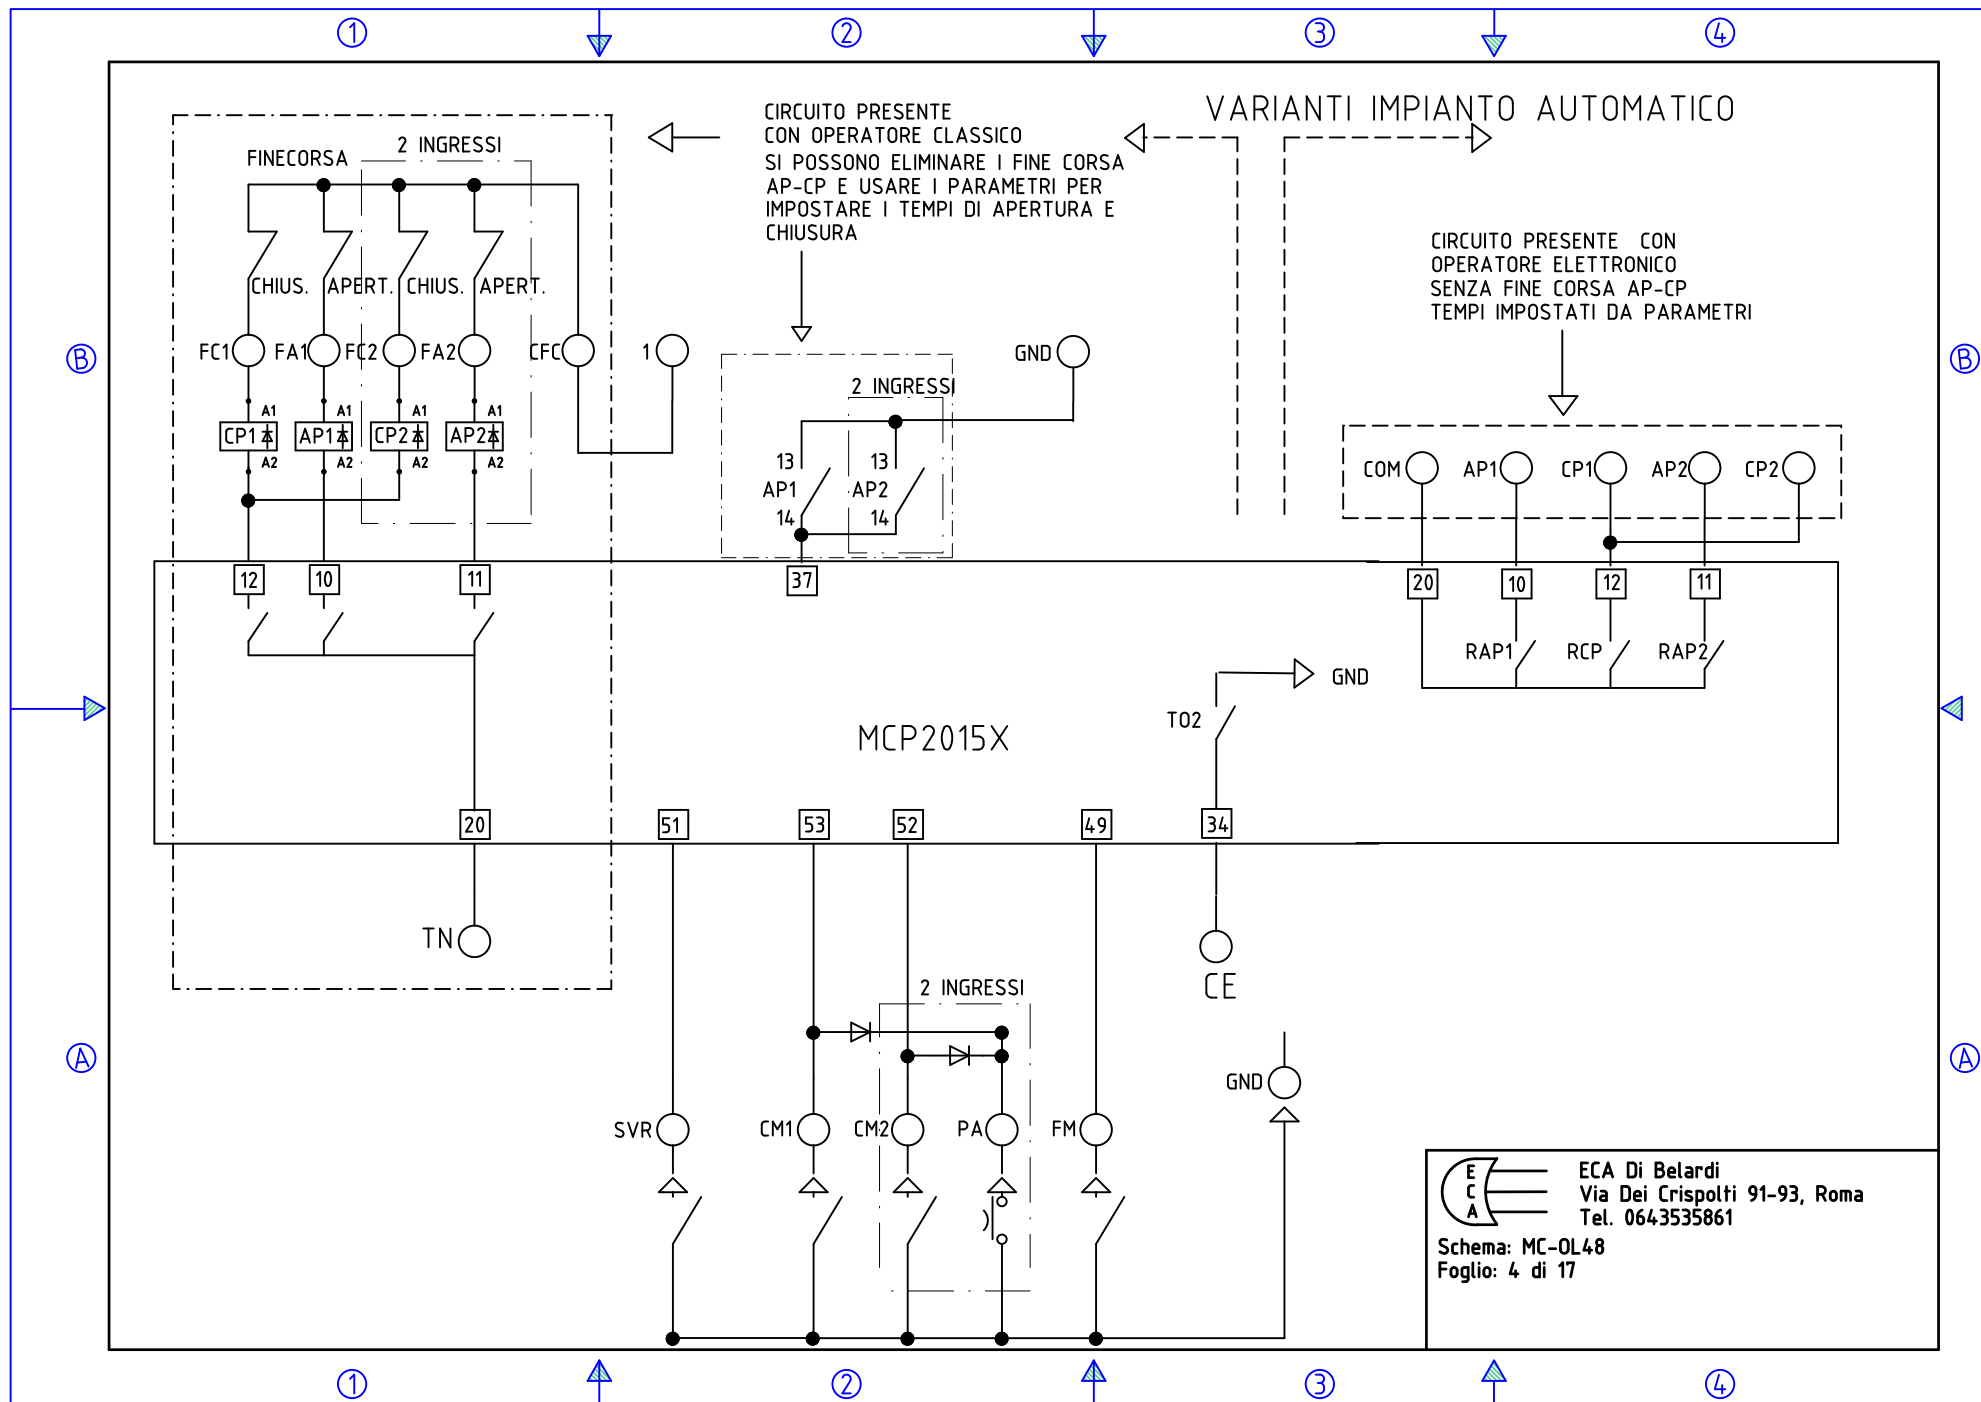 1 2 3 4
VARIANTI IMPIANTO AUTOMATICO
CIRCUITO PRESENTE
CON OPERATORE CLASSICO
SI POSSONO ELIMINARE I FINE CORSA
AP-CP E USARE I PARAMETRI PER
IMPOSTARE I TEMPI DI APERTURA E
CHIUSURA
FINECORSA
2 INGRESSI
CIRCUITO PRESENTE CON
OPERATORE ELETTRONICO
SENZA FINE CORSA AP-CP
TEMPI IMPOSTATI DA PARAMETRI
CHIUS. APERT. CHIUS. APERT.
B
FC1 FA1 FC2 FA2 CFC 1
GND
B
A1 A1 A1 A1
CP1 AP1 CP2 AP2
A2 A2 A2 A2
2 INGRESSI
13 13
AP1 AP2
14 14
COM AP1 CP1 AP2 CP2
12 10 11 37
20 10 12 11
RAP1 RCP RAP2
GND
TO2
MCP2015X
20 51 53 52 49 34
TN
CE
2 INGRESSI
A
GND
A
SVR CM1 CM2 PA FM
E
C
A
ECA Di Belardi
Via Dei Crispolti 91-93, Roma
Tel. 0643535861
Schema: MC-OL48
Foglio: 4 di 17
1 2 3 4